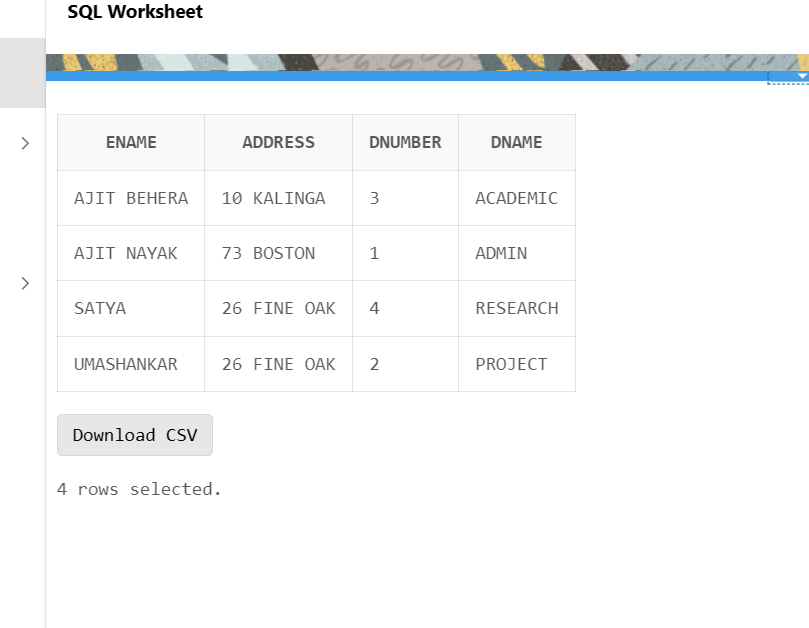 SQL Worksheet
ENAME ADDRESS DNUMBER DNAME
AJIT BEHERA 10 KALINGA 3 ACADEMIC
AJIT NAYAK 73 BOSTON 1 ADMIN
SATYA 26 FINE OAK 4 RESEARCH
UMASHANKAR 26 FINE OAK 2 PROJECT
Download CSV
4 rows selected.